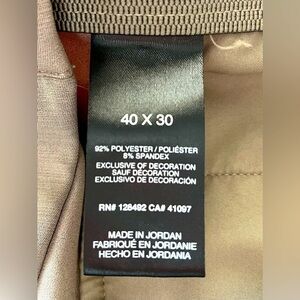 40 X 30
92% POLYESTER / POLIÉSTER
8% SPANDEX
EXCLUSIVE OF DECORATION
SAUF DÉCORATION
EXCLUSIVO DE DECORACIÓN
RN# 128492 CA# 41097
MADE IN JORDAN
FABRIQUÉ EN JORDANIE
HECHO EN JORDANIA